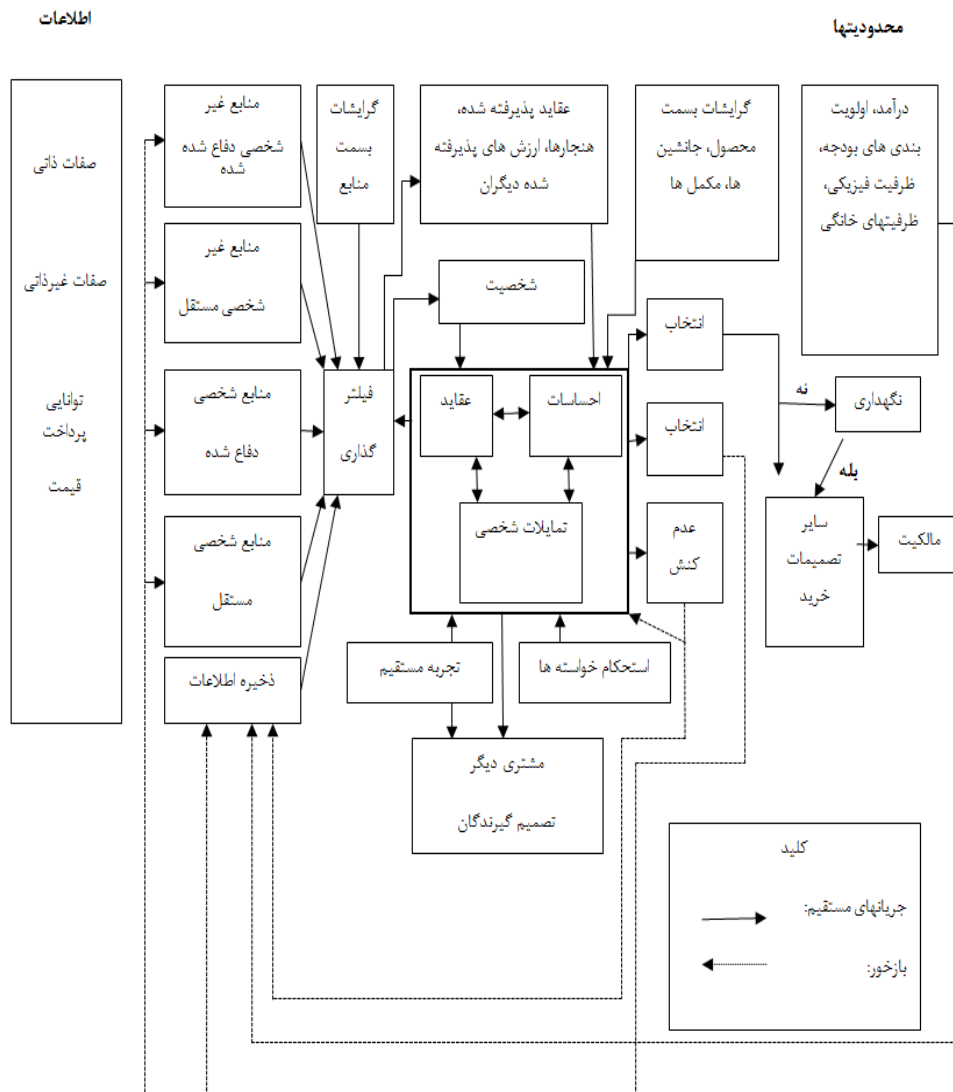 محدودیتها
اطلاعات
درآمد، اولویت
بندی های بودجه،
ظرفیت فیزیکی،
ظرفیتهای خانگی
گرایشات بسمت
محصول، جانشین
ها، مکمل ها
عقاید پذیرفته شده،
هنجارها، ارزش های پذیرفته
شده دیگران
گرایشات
بسمت
منابع
منابع غیر
شخصی دفاع شده
شده
صفات ذاتی
صفات غیرذاتی
توانایی
پرداخت
قیمت
منابع غیر
شخصی مستقل
منابع شخصی
دفاع شده
منابع شخصی
مستقل
ذخیره اطلاعات
فیلتر
گذاری
شخصیت
احساسات
عقاید
تمایلات شخصی
انتخاب
انتخاب
عدم
کنش
نه
نگهداری
بله
سایر
تصمیمات
خرید
مالکیت
استحکام خواسته ها
تجربه مستقیم
مشتری دیگر
تصمیم گیرندگان
کلید
جریانهای مستقیم:
بازخور: